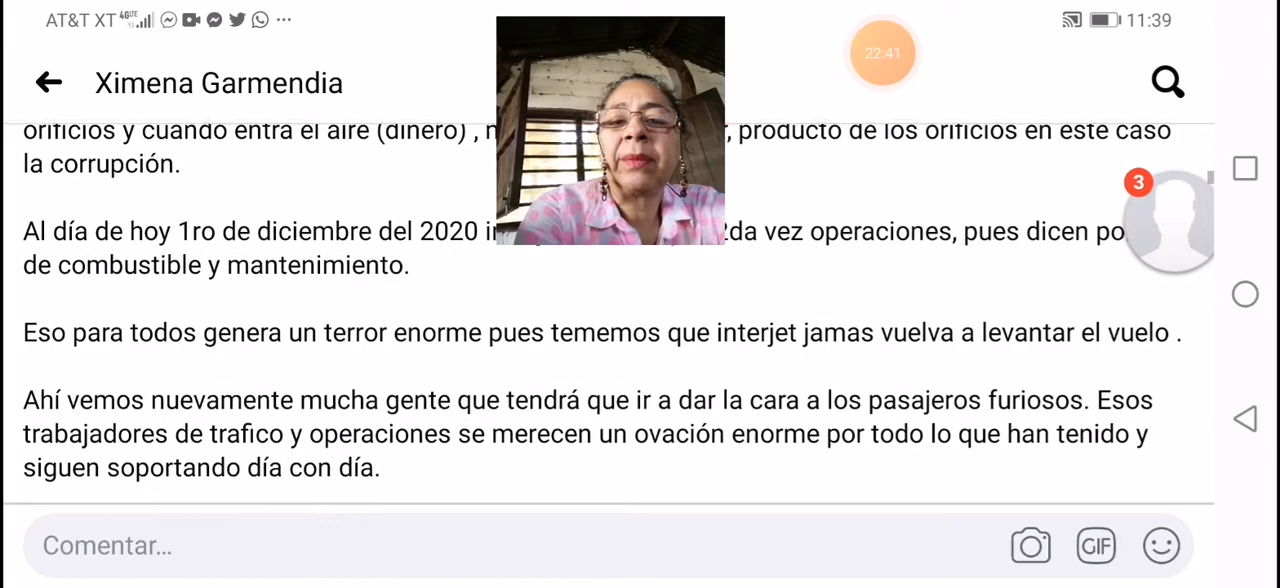 AT&T XT 4G LTE ... 11:39
22:41
Ximena Garmendia
orificios y cuando entra el aire (dinero) , producto de los orificios en este caso
la corrupción.
3
Al día de hoy 1ro de diciembre del 2020 da vez operaciones, pues dicen
de combustible y mantenimiento.
Eso para todos genera un terror enorme pues tememos que interjet jamas vuelva a levantar el vuelo .
Ahí vemos nuevamente mucha gente que tendrá que ir a dar la cara a los pasajeros furiosos. Esos
trabajadores de trafico y operaciones se merecen un ovación enorme por todo lo que han tenido y
siguen soportando día con día.
Comentar...
GIF